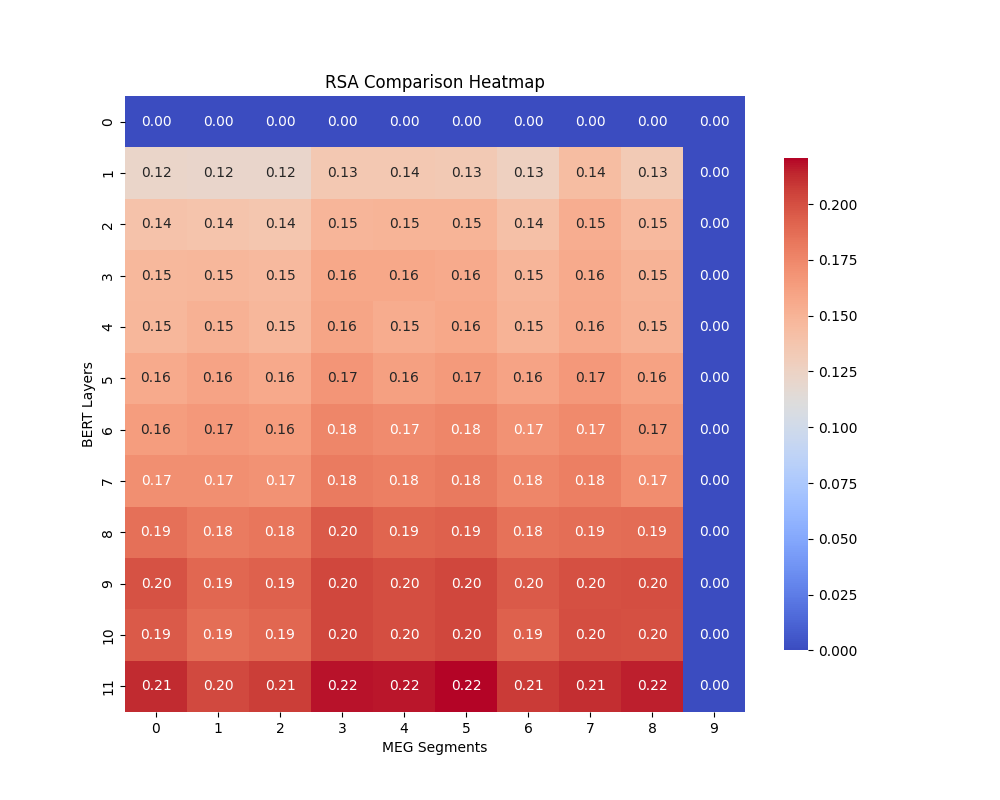 RSA Comparison Heatmap
0 0.00 0.00 0.00 0.00 0.00 0.00 0.00 0.00 0.00 0.00
1 0.12 0.12 0.12 0.13 0.14 0.13 0.13 0.14 0.13 0.00
2 0.14 0.14 0.14 0.15 0.15 0.15 0.14 0.15 0.15 0.00
3 0.15 0.15 0.15 0.16 0.16 0.16 0.15 0.16 0.15 0.00
4 0.15 0.15 0.15 0.16 0.15 0.16 0.15 0.16 0.15 0.00
5 0.16 0.16 0.16 0.17 0.16 0.17 0.16 0.17 0.16 0.00
6 0.16 0.17 0.16 0.18 0.17 0.18 0.17 0.17 0.17 0.00
7 0.17 0.17 0.17 0.18 0.18 0.18 0.18 0.18 0.17 0.00
8 0.19 0.18 0.18 0.20 0.19 0.19 0.18 0.19 0.19 0.00
9 0.20 0.19 0.19 0.20 0.20 0.20 0.20 0.20 0.20 0.00
10 0.19 0.19 0.19 0.20 0.20 0.20 0.19 0.20 0.20 0.00
11 0.21 0.20 0.21 0.22 0.22 0.22 0.21 0.21 0.22 0.00
0 1 2 3 4 5 6 7 8 9
MEG Segments
BERT Layers
0.200
0.175
0.150
0.125
0.100
0.075
0.050
0.025
0.000